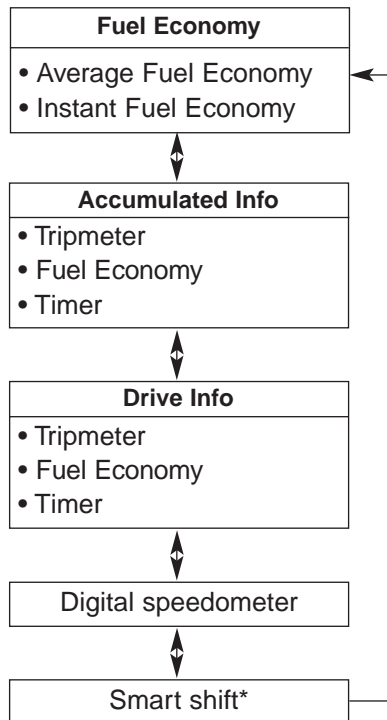 Fuel Economy
• Average Fuel Economy
• Instant Fuel Economy
Accumulated Info
• Tripmeter
• Fuel Economy
• Timer
Drive Info
• Tripmeter
• Fuel Economy
• Timer
Digital speedometer
Smart shift*